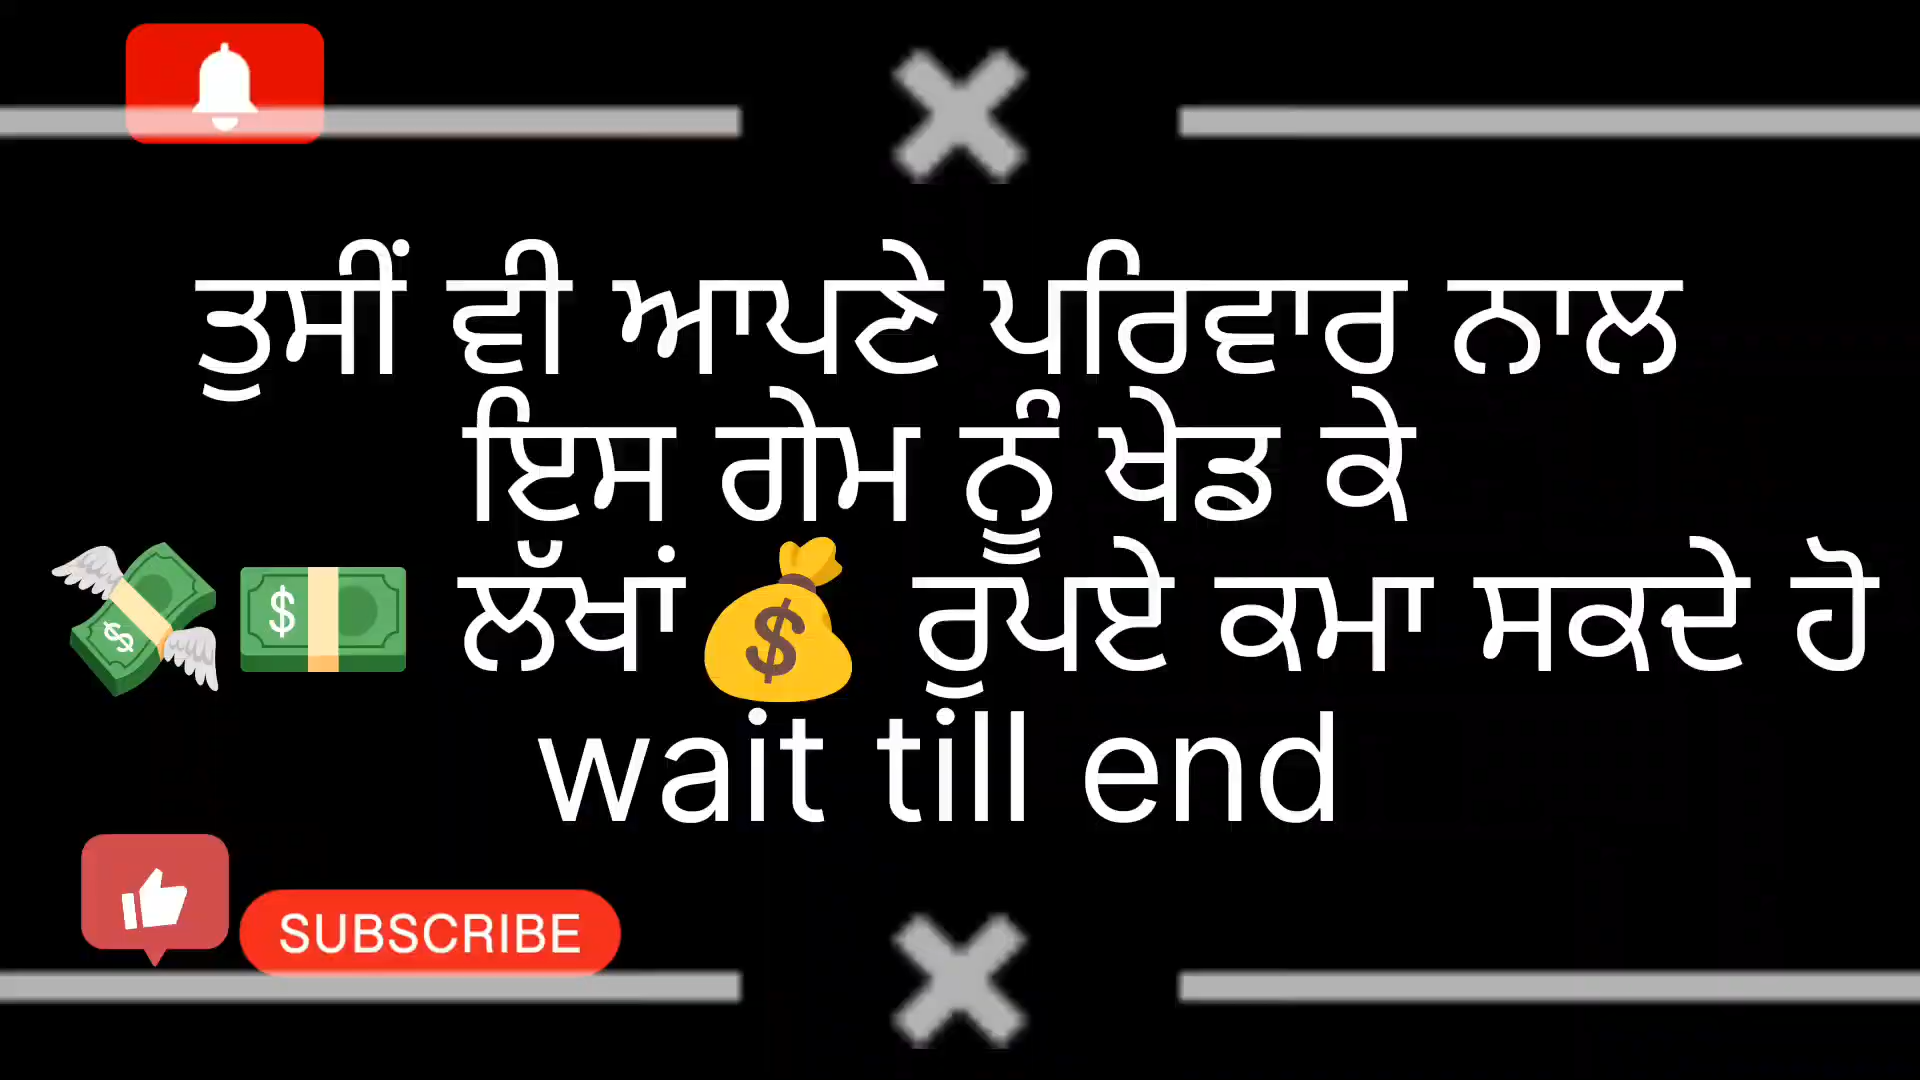 ਤੁਸੀਂ ਵੀ ਆਪਣੇ ਪਰਿਵਾਰ ਨਾਲ
ਇਸ ਗੇਮ ਨੂੰ ਖੇਡ ਕੇ
💸💵 ਲੱਖਾਂ💰 ਰੁਪਏ ਕਮਾ ਸਕਦੇ ਹੋ
wait till end
SUBSCRIBE